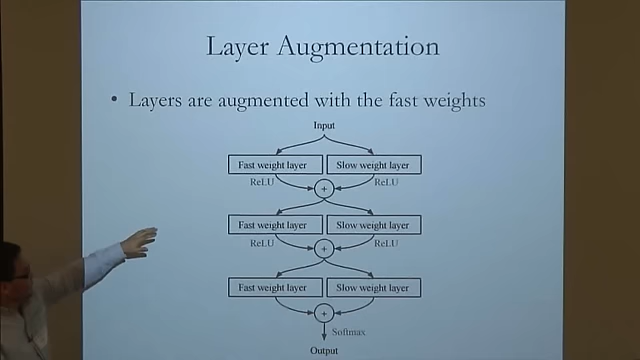 Layer Augmentation
• Layers are augmented with the fast weights
Input
Fast weight layer Slow weight layer
ReLU ReLU
+
Fast weight layer Slow weight layer
ReLU ReLU
+
Fast weight layer Slow weight layer
+
Softmax
Output